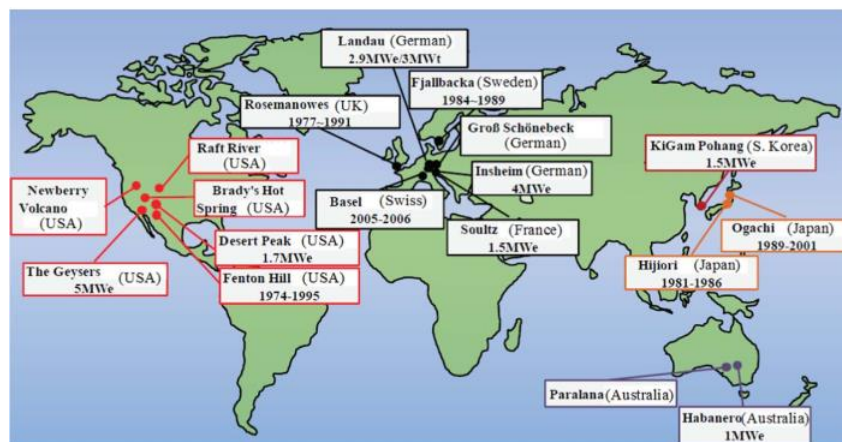 Landau (German)
2.9MWe/3MWt
Fjallbacka (Sweden)
1984~1989
Rosemanowes (UK)
1977~1991
Groß Schönebeck
(German)
Raft River
(USA)
KiGam Pohang (S. Korea)
1.5MWe
Newberry
Volcano
(USA)
Brady's Hot
Spring (USA)
Insheim (German)
4MWe
Basel (Swiss)
2005-2006
Soultz (France)
1.5MWe
Ogachi (Japan)
1989-2001
Desert Peak (USA)
1.7MWe
The Geysers (USA)
5MWe
Fenton Hill (USA)
1974-1995
Hijiori (Japan)
1981-1986
Paralana (Australia)
Habanero (Australia)
1MWe